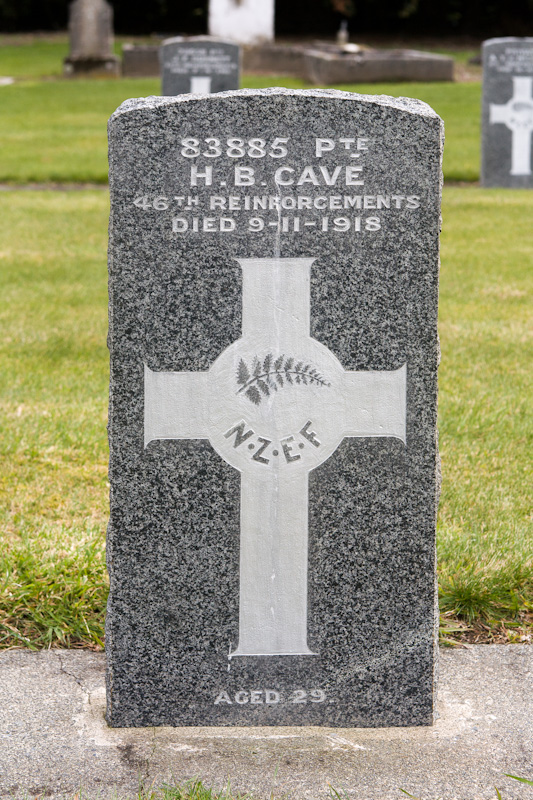 83885 PTE
H. B. CAVE
46TH REINFORCEMENTS
DIED 9-11-1918
N·Z·E·F
AGED 29.